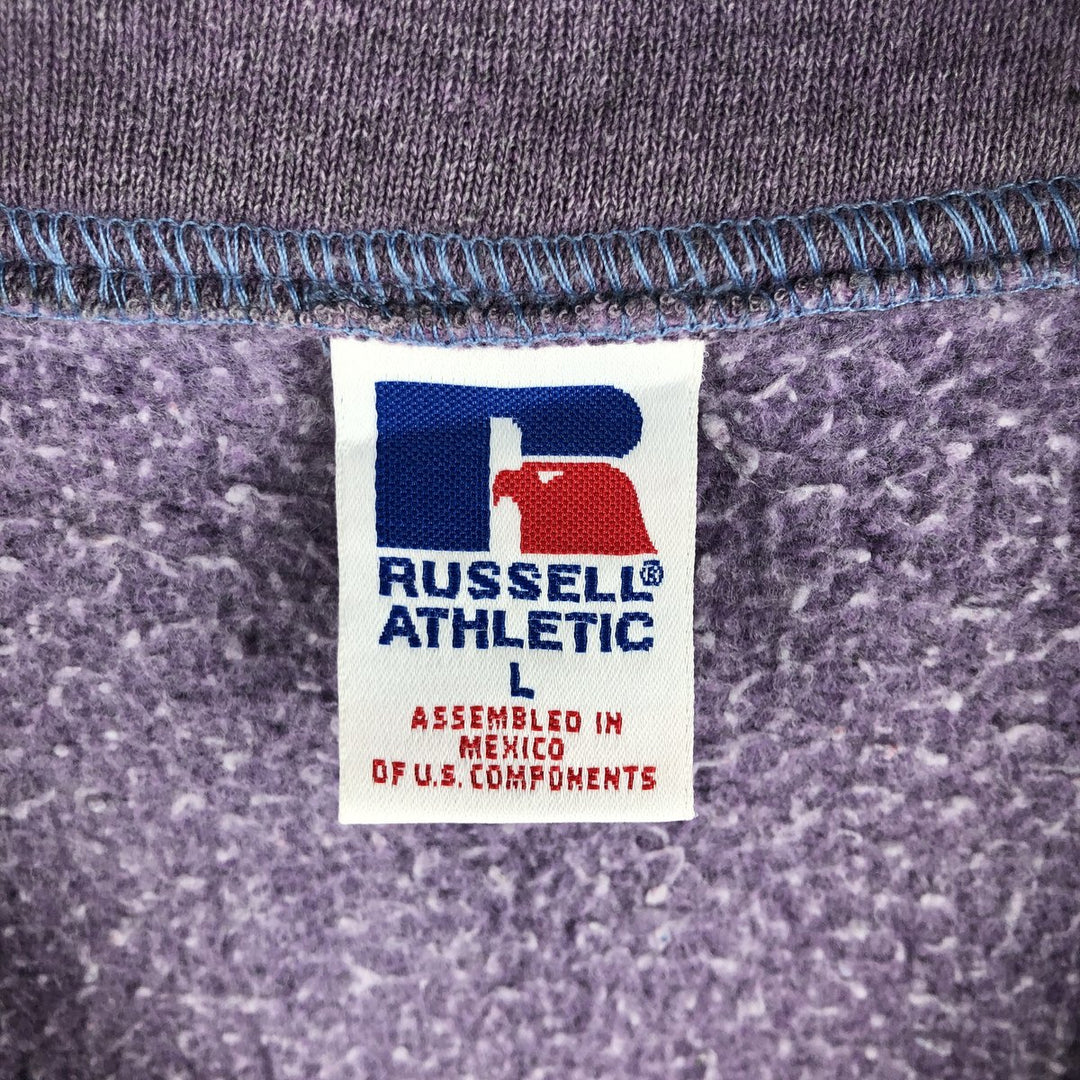 RUSSELL®
ATHLETIC
L
ASSEMBLED IN
MEXICO
OF U.S. COMPONENTS